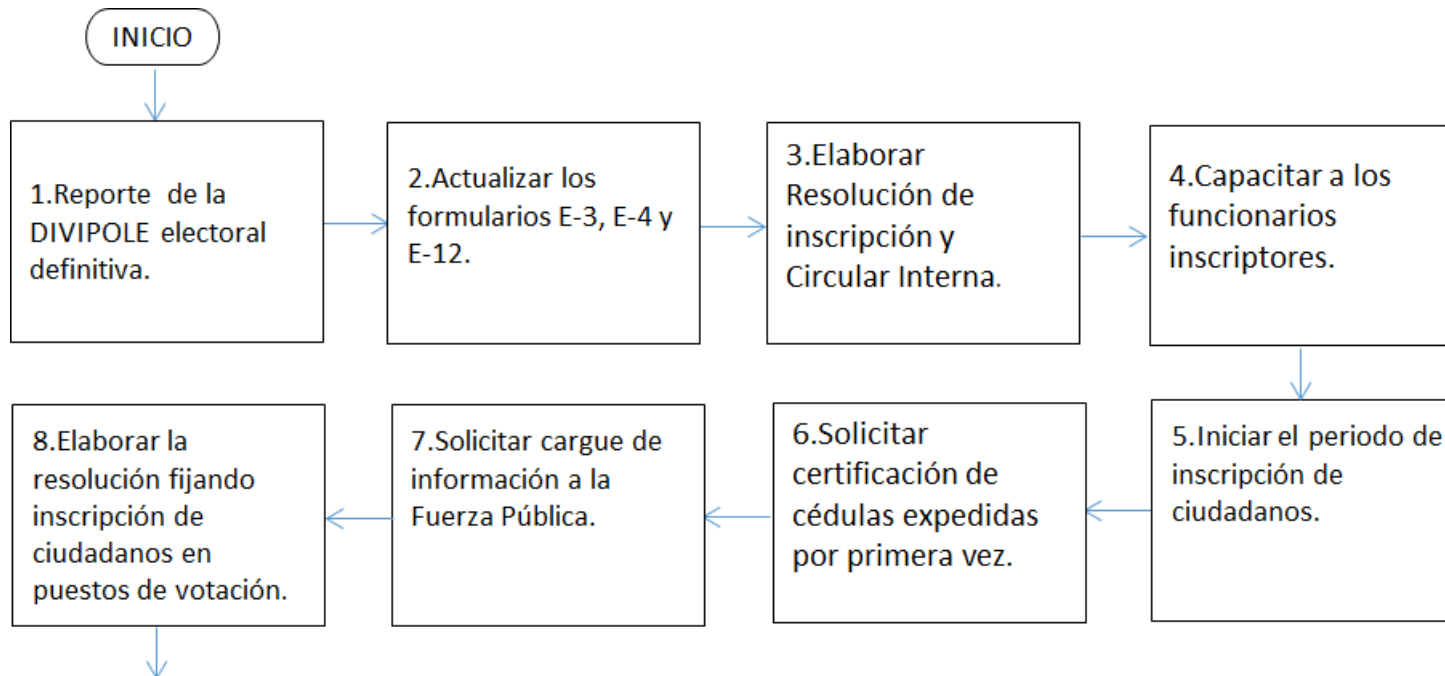 INICIO
1.Reporte de la
DIVIPOLE electoral
definitiva.
2.Actualizar los
formularios E-3, E-4 y
E-12.
3.Elaborar
Resolución de
inscripción y
Circular Interna.
4.Capacitar a los
funcionarios
inscriptores.
5.Iniciar el periodo de
inscripción de
ciudadanos.
6.Solicitar
certificación de
cédulas expedidas
por primera vez.
7.Solicitar cargue de
información a la
Fuerza Pública.
8.Elaborar la
resolución fijando
inscripción de
ciudadanos en
puestos de votación.